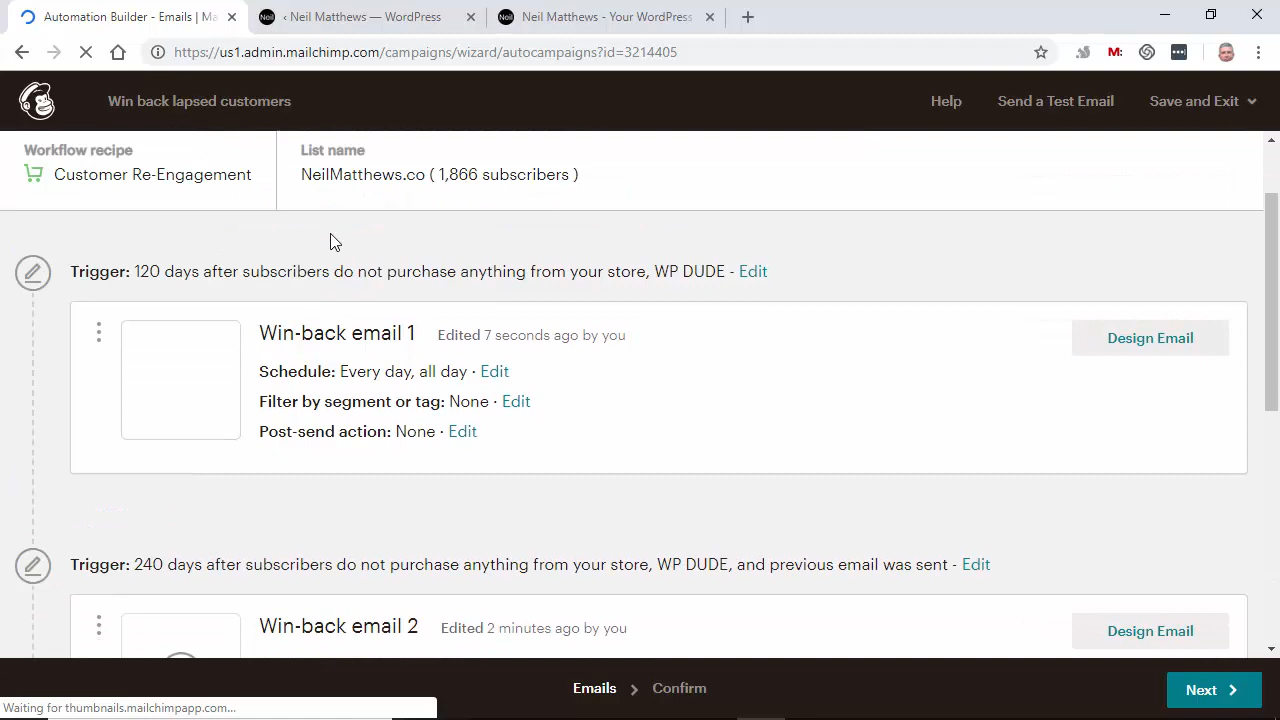 Automation Builder - Emails | Ma
Neil
‹ Neil Matthews — WordPress
Neil
Neil Matthews - Your WordPress
https://us1.admin.mailchimp.com/campaigns/wizard/autocampaigns?id=3214405
M:
Win back lapsed customers
Help
Send a Test Email
Save and Exit
Workflow recipe
Customer Re-Engagement
List name
NeilMatthews.co ( 1,866 subscribers )
Trigger: 120 days after subscribers do not purchase anything from your store, WP DUDE - Edit
Win-back email 1
Edited 7 seconds ago by you
Design Email
Schedule: Every day, all day · Edit
Filter by segment or tag: None · Edit
Post-send action: None · Edit
Trigger: 240 days after subscribers do not purchase anything from your store, WP DUDE, and previous email was sent - Edit
Win-back email 2
Edited 2 minutes ago by you
Design Email
Emails
Confirm
Next
Waiting for thumbnails.mailchimpapp.com...